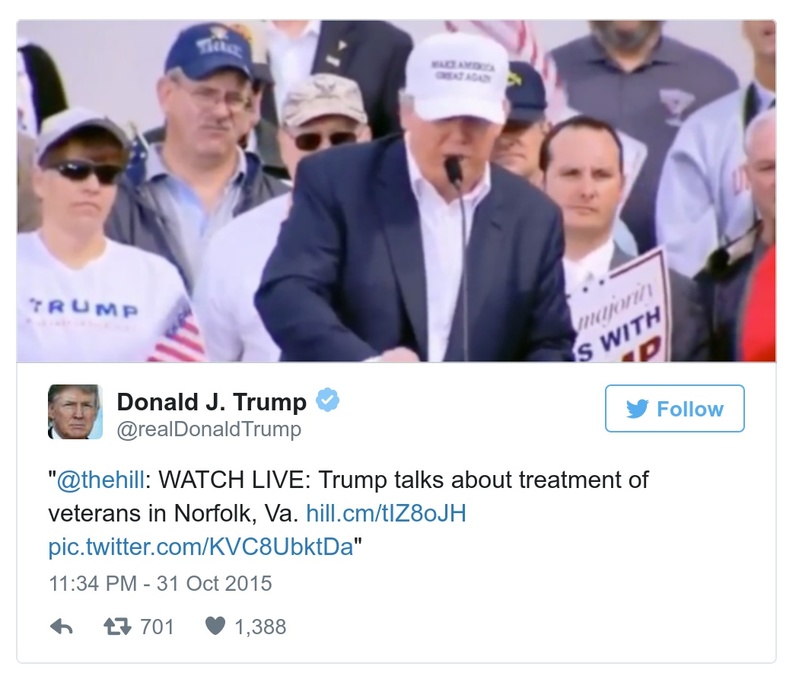 MAKE AMERICA
GREAT AGAIN
TRUMP
majority
S WITH
Donald J. Trump
@realDonaldTrump
Follow
"@thehill: WATCH LIVE: Trump talks about treatment of
veterans in Norfolk, Va. hill.cm/tIZ8oJH
pic.twitter.com/KVC8UbktDa"
11:34 PM - 31 Oct 2015
701
1,388